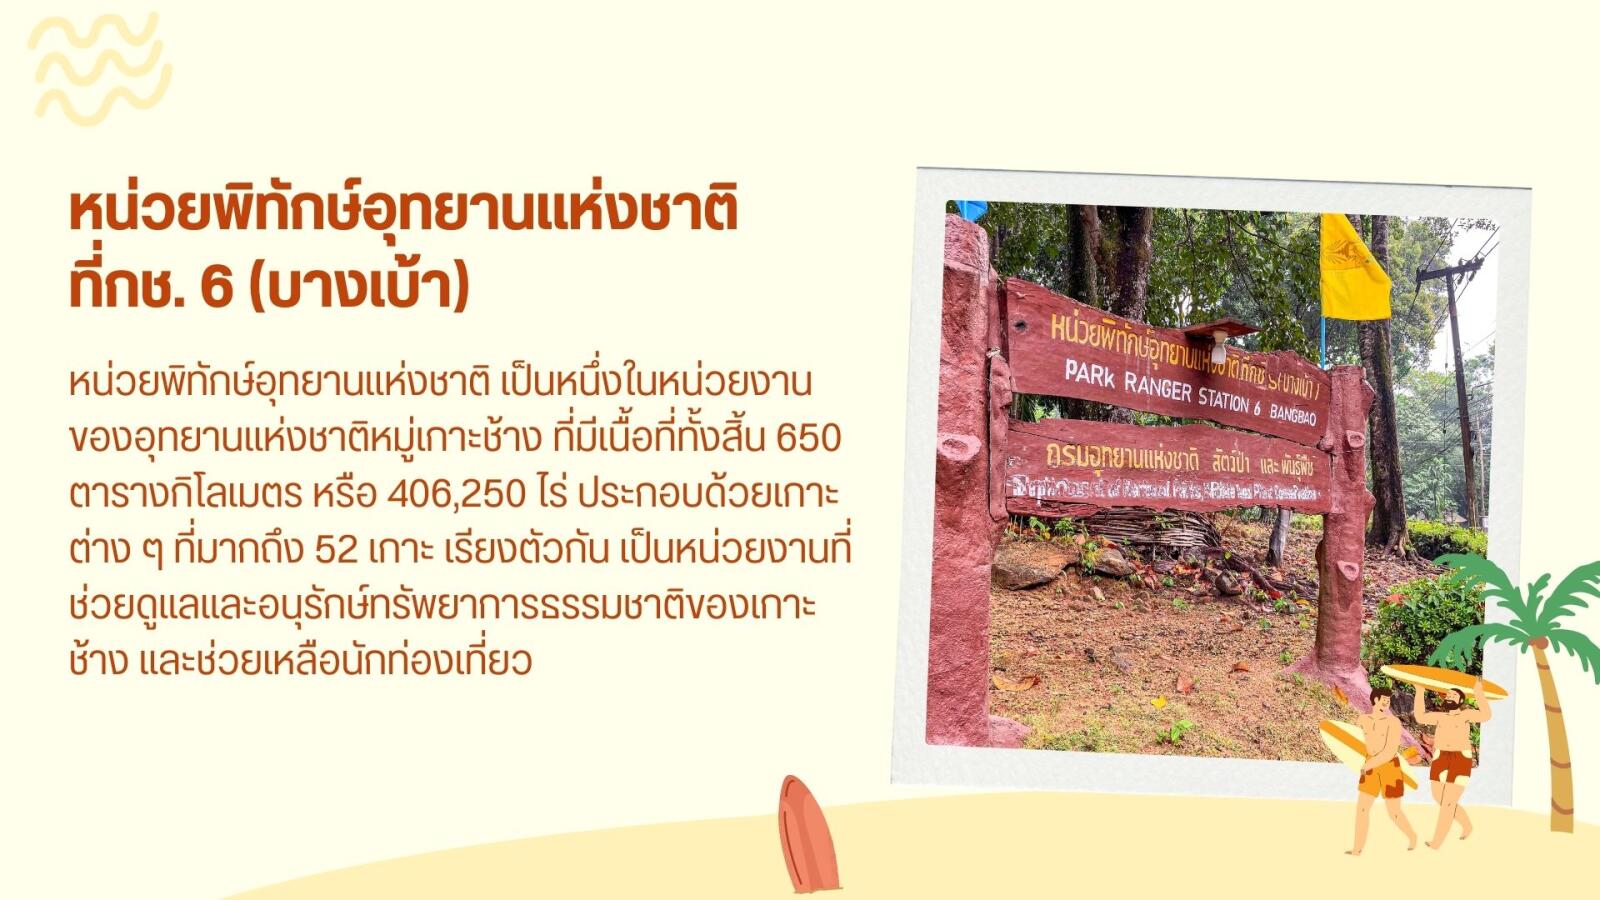 หน่วยพิทักษ์อุทยานแห่งชาติ
ที่กช. 6 (บางเบ้า)
หน่วยพิทักษ์อุทยานแห่งชาติ เป็นหนึ่งในหน่วยงาน
ของอุทยานแห่งชาติหมู่เกาะช้าง ที่มีเนื้อที่ทั้งสิ้น 650
ตารางกิโลเมตร หรือ 406,250 ไร่ ประกอบด้วยเกาะ
ต่าง ๆ ที่มากถึง 52 เกาะ เรียงตัวกัน เป็นหน่วยงานที่
ช่วยดูแลและอนุรักษ์ทรัพยาการธรรมชาติของเกาะ
ช้าง และช่วยเหลือนักท่องเที่ยว
หน่วยพิทักษ์อุทยานแห่งชาติ (บางเบ้า)
PARK RANGER STATION 6 BANGBAO
กรมอุทยานแห่งชาติ สัตว์ป่า และ พันธุ์พืช
of National Parks, Plant Conservation